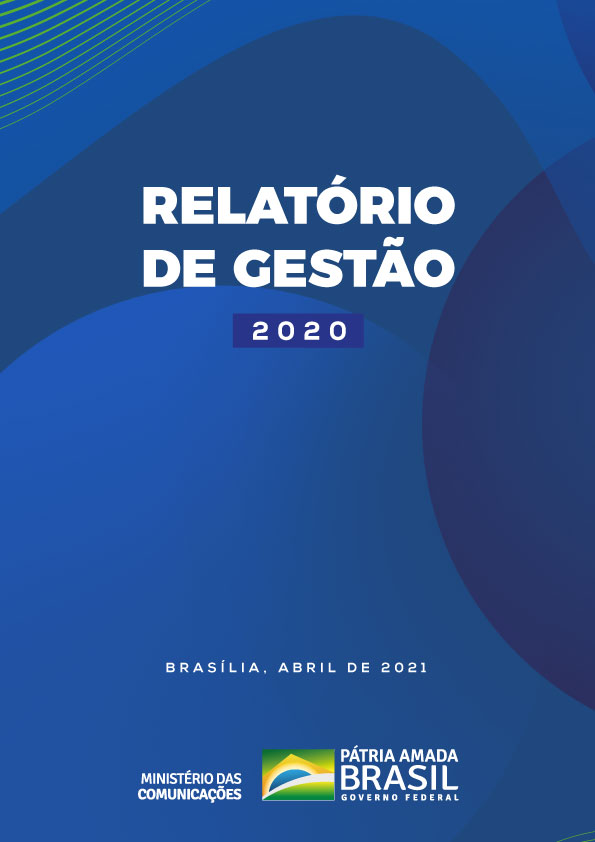 RELATÓRIO
DE GESTÃO
2020
BRASÍLIA, ABRIL DE 2021
MINISTÉRIO DAS
COMUNICAÇÕES
PÁTRIA AMADA
BRASIL
GOVERNO FEDERAL